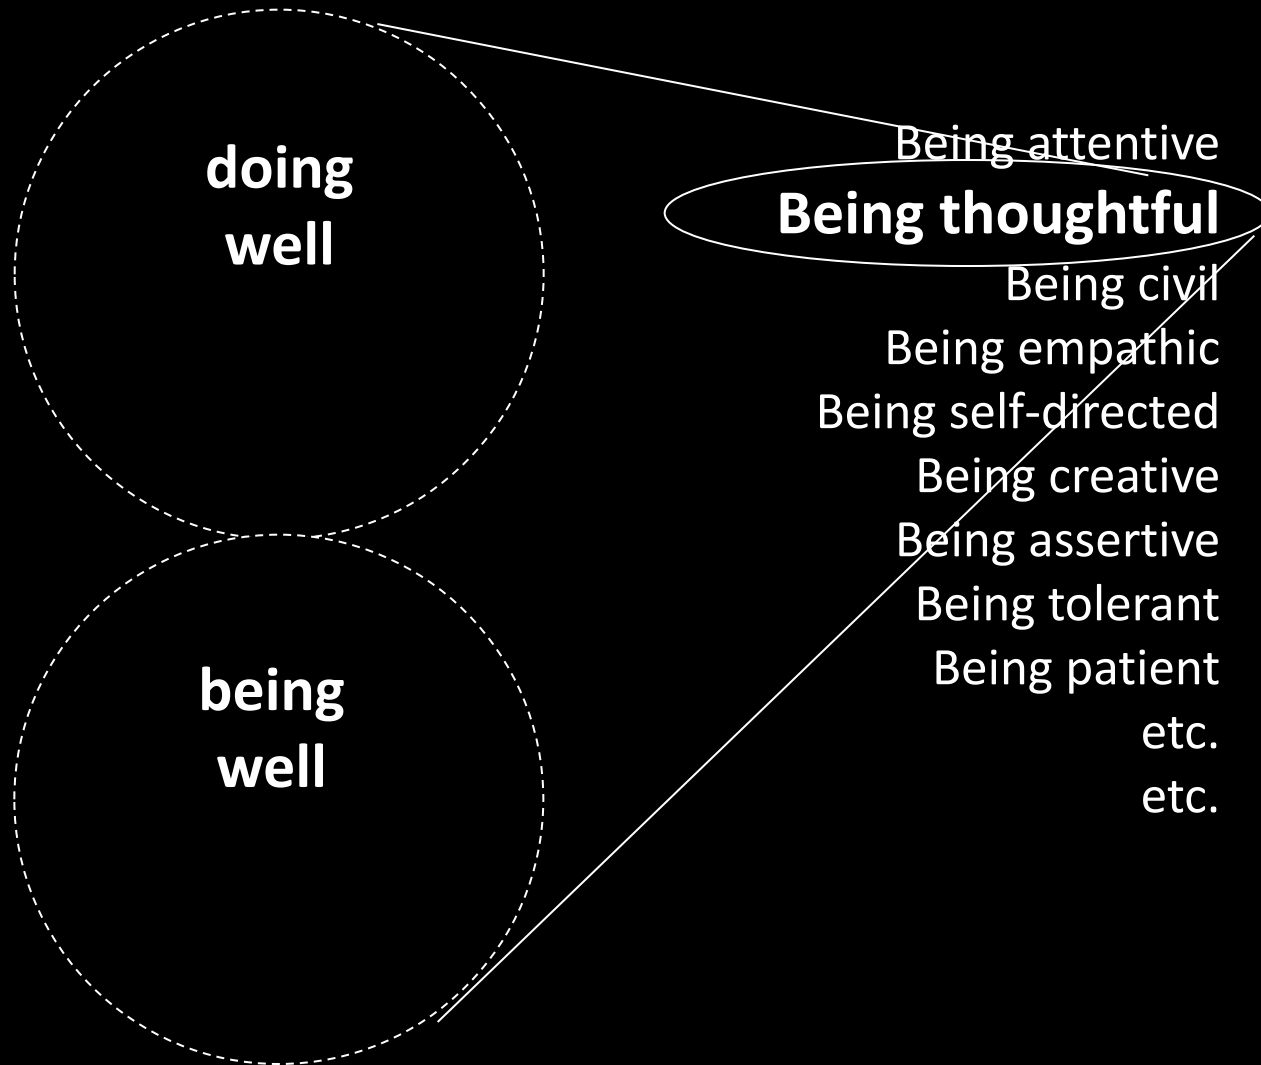 doing
well
being
well
Being attentive
Being thoughtful
Being civil
Being empathic
Being self-directed
Being creative
Being assertive
Being tolerant
Being patient
etc.
etc.